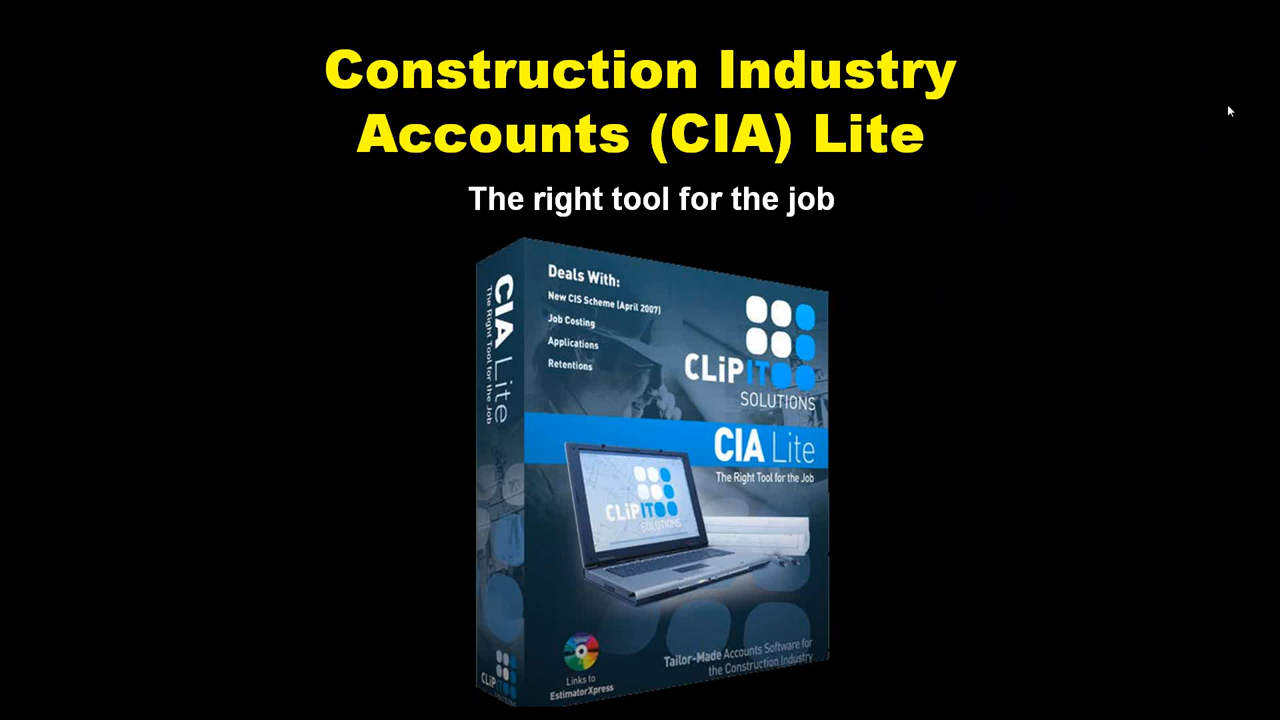 Construction Industry
Accounts (CIA) Lite
The right tool for the job
CIA Lite
The Right Tool for the Job
Deals With:
New CIS Scheme (April 2007)
Job Costing
Applications
Retentions
CLiPIT
SOLUTIONS
CIA Lite
The Right Tool for the Job
CLiPIT
SOLUTIONS
Tailor-Made Accounts Software for
the Construction Industry
Links to
EstimatorXpress
CLiPIT